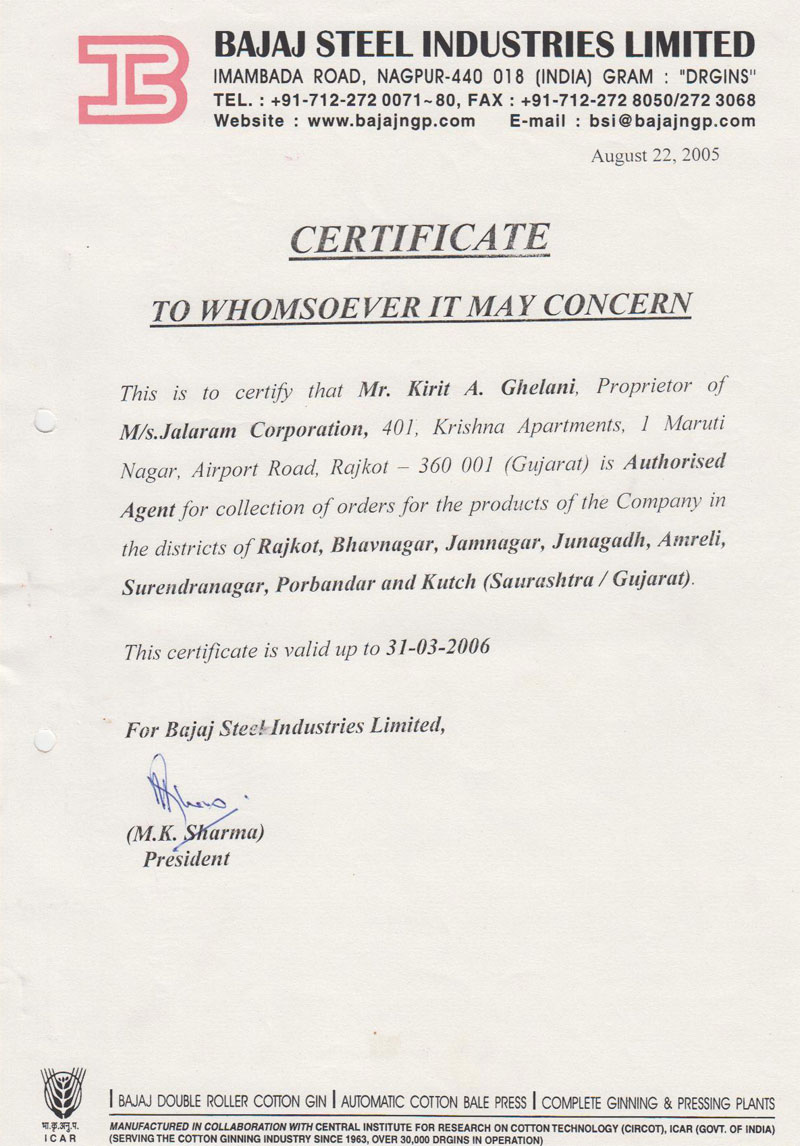 BAJAJ STEEL INDUSTRIES LIMITED
IMAMBADA ROAD, NAGPUR-440 018 (INDIA) GRAM : "DRGINS"
TEL. : +91-712-272 0071~80, FAX : +91-712-272 8050/272 3068
Website : www.bajajngp.com E-mail : bsi@bajajngp.com
August 22, 2005
CERTIFICATE
TO WHOMSOEVER IT MAY CONCERN
This is to certify that Mr. Kirit A. Ghelani, Proprietor of
M/s.Jalaram Corporation, 401, Krishna Apartments, 1 Maruti
Nagar, Airport Road, Rajkot – 360 001 (Gujarat) is Authorised
Agent for collection of orders for the products of the Company in
the districts of Rajkot, Bhavnagar, Jamnagar, Junagadh, Amreli,
Surendranagar, Porbandar and Kutch (Saurashtra / Gujarat).
This certificate is valid up to 31-03-2006
For Bajaj Steel Industries Limited,
(M.K. Sharma)
President
भा.कृ.अनु.प.
ICAR
BAJAJ DOUBLE ROLLER COTTON GIN | AUTOMATIC COTTON BALE PRESS | COMPLETE GINNING & PRESSING PLANTS
MANUFACTURED IN COLLABORATION WITH CENTRAL INSTITUTE FOR RESEARCH ON COTTON TECHNOLOGY (CIRCOT), ICAR (GOVT. OF INDIA)
(SERVING THE COTTON GINNING INDUSTRY SINCE 1963, OVER 30,000 DRGINS IN OPERATION)